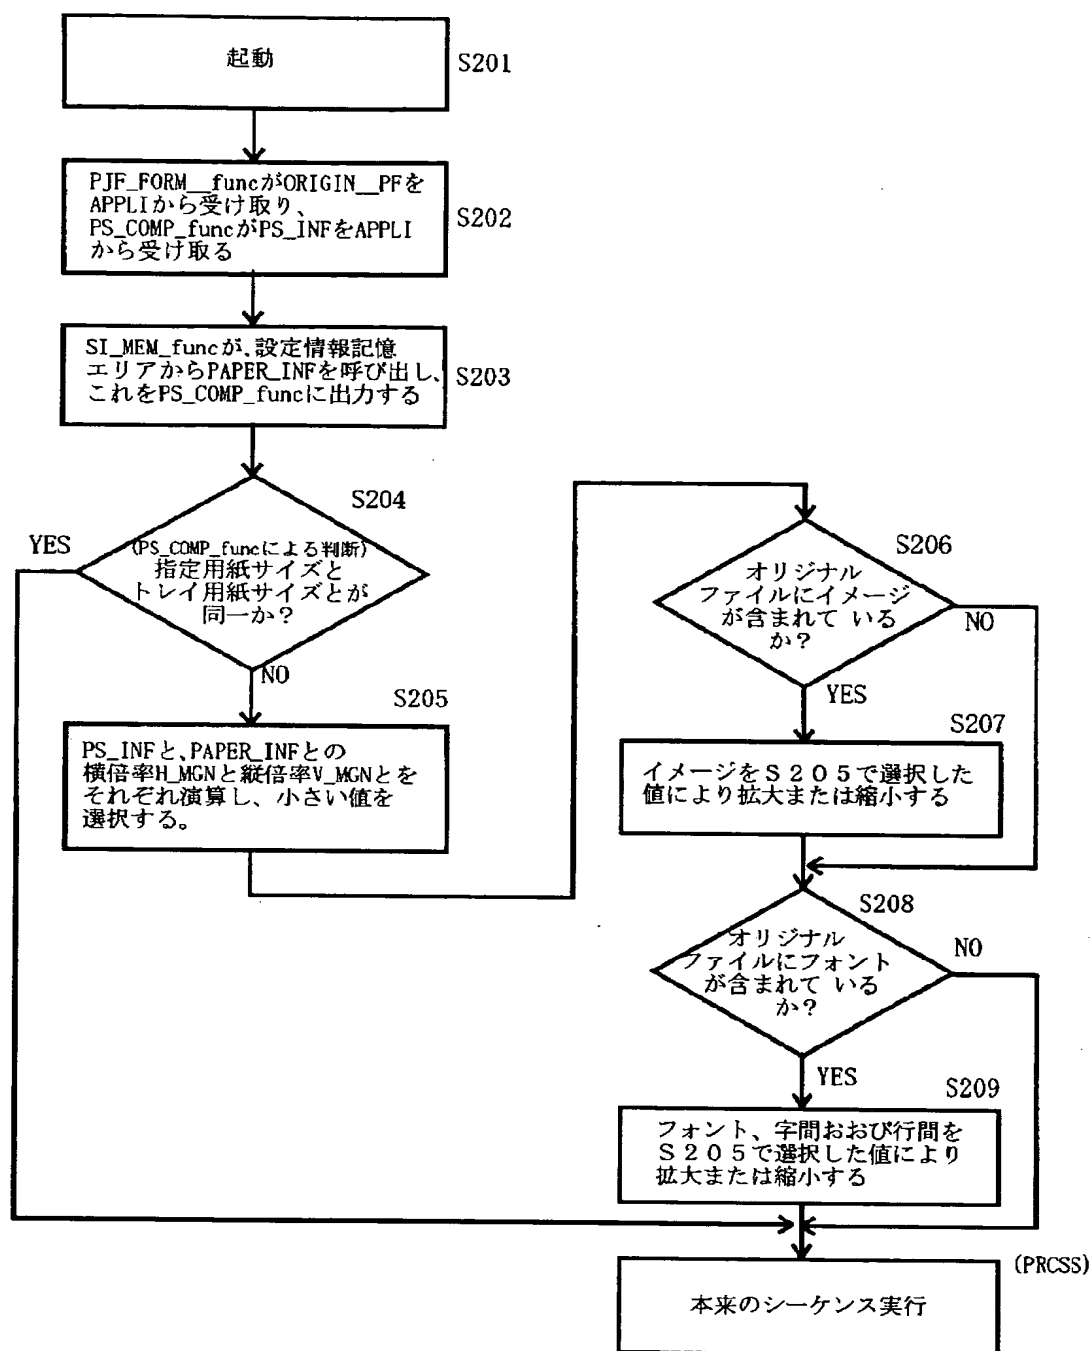 起動
S201
PJF_FORM__funcがORIGIN__PFを
APPLIから受け取り、
PS_COMP_funcがPS_INFをAPPLI
から受け取る
S202
SI_MEM_funcが、設定情報記憶
エリアからPAPER_INFを呼び出し、
これをPS_COMP_funcに出力する
S203
S204
YES
(PS_COMP_funcによる判断)
指定用紙サイズと
トレイ用紙サイズとが
同一か?
NO
S205
PS_INFと、PAPER_INFとの
横倍率H_MGNと縦倍率V_MGNとを
それぞれ演算し、小さい値を
選択する。
S206
オリジナル
ファイルにイメージ
が含まれて いる
か?
NO
YES
S207
イメージをS205で選択した
値により拡大または縮小する
S208
オリジナル
ファイルにフォント
が含まれて いる
か?
NO
YES
S209
フォント、字間おおび行間を
S205で選択した値により
拡大または縮小する
(PRCSS)
本来のシーケンス実行